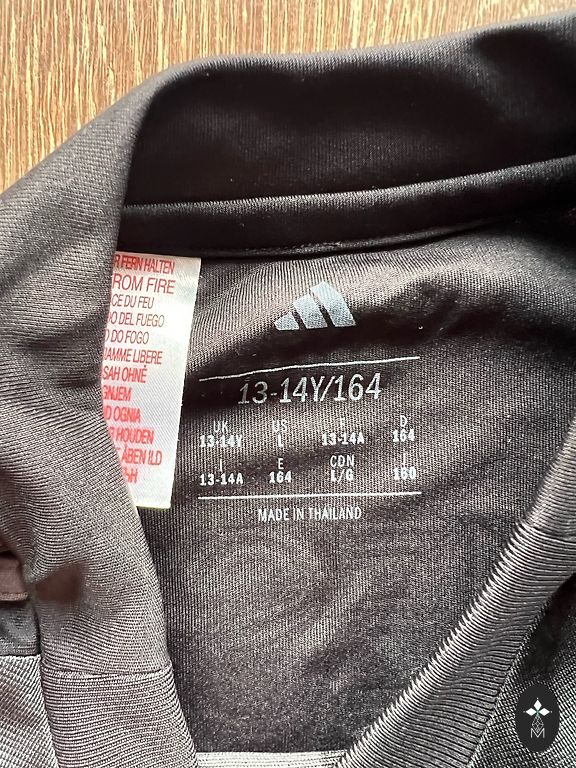 R FERN HALTEN
ROM FIRE
CE DU FEU
O DEL FUEGO
DO FOGO
AMME LIBERE
SAH OHNĚ
GNJEM
D OGNIA
R HOUDEN
ÅBEN ILD
13-14Y/164
UK US F D
13-14Y L 13-14A 164
I E CDN J
13-14A 164 L/G 160
MADE IN THAILAND
M